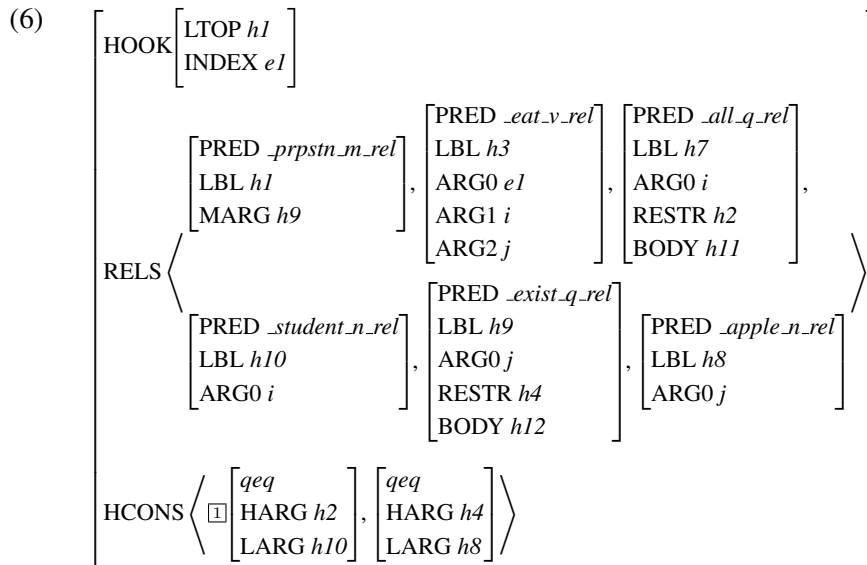 (6)
HOOK [LTOP h1
INDEX e1]
RELS ⟨ [PRED _prpstn_m_rel
LBL h1
MARG h9],
[PRED _eat_v_rel
LBL h3
ARG0 e1
ARG1 i
ARG2 j],
[PRED _all_q_rel
LBL h7
ARG0 i
RESTR h2
BODY h11],
[PRED _student_n_rel
LBL h10
ARG0 i],
[PRED _exist_q_rel
LBL h9
ARG0 j
RESTR h4
BODY h12],
[PRED _apple_n_rel
LBL h8
ARG0 j] ⟩
HCONS ⟨ 1 [qeq
HARG h2
LARG h10],
[qeq
HARG h4
LARG h8] ⟩